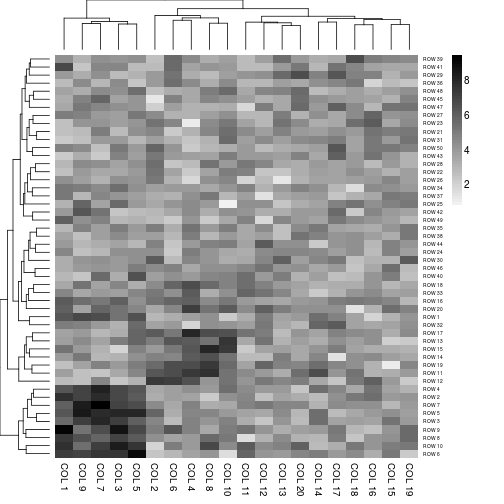 ROW 39
ROW 41
ROW 29
ROW 36
ROW 48
ROW 45
ROW 47
ROW 27
ROW 23
ROW 21
ROW 31
ROW 50
ROW 43
ROW 28
ROW 22
ROW 26
ROW 34
ROW 37
ROW 25
ROW 42
ROW 49
ROW 35
ROW 38
ROW 44
ROW 24
ROW 30
ROW 46
ROW 40
ROW 18
ROW 33
ROW 16
ROW 20
ROW 1
ROW 32
ROW 17
ROW 13
ROW 15
ROW 14
ROW 19
ROW 11
ROW 12
ROW 4
ROW 2
ROW 7
ROW 5
ROW 3
ROW 9
ROW 8
ROW 10
ROW 6
8
6
4
2
COL 1
COL 9
COL 7
COL 3
COL 5
COL 2
COL 6
COL 4
COL 8
COL 10
COL 11
COL 12
COL 13
COL 20
COL 14
COL 17
COL 18
COL 16
COL 15
COL 19